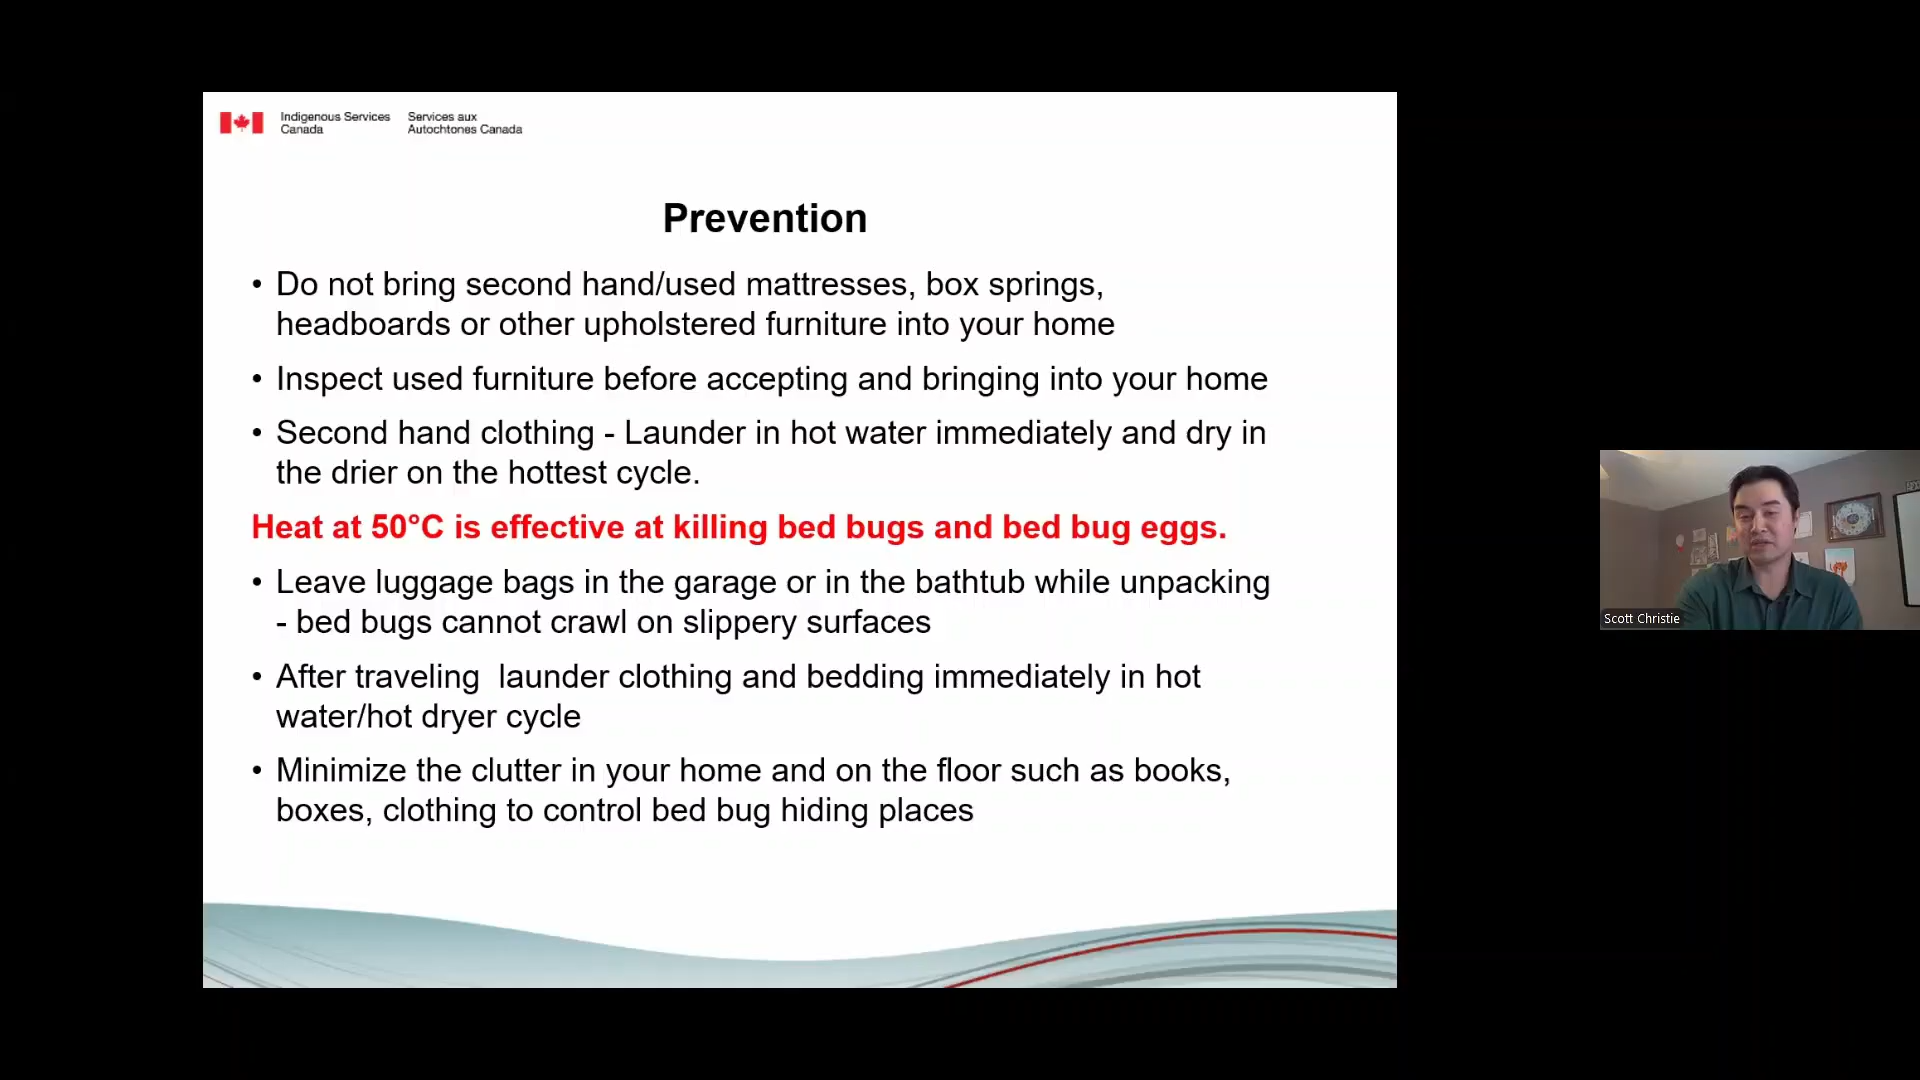 Indigenous Services Canada
Services aux Autochtones Canada
Prevention
• Do not bring second hand/used mattresses, box springs,
headboards or other upholstered furniture into your home
• Inspect used furniture before accepting and bringing into your home
• Second hand clothing - Launder in hot water immediately and dry in
the drier on the hottest cycle.
Heat at 50°C is effective at killing bed bugs and bed bug eggs.
• Leave luggage bags in the garage or in the bathtub while unpacking
- bed bugs cannot crawl on slippery surfaces
• After traveling  launder clothing and bedding immediately in hot
water/hot dryer cycle
• Minimize the clutter in your home and on the floor such as books,
boxes, clothing to control bed bug hiding places
Scott Christie